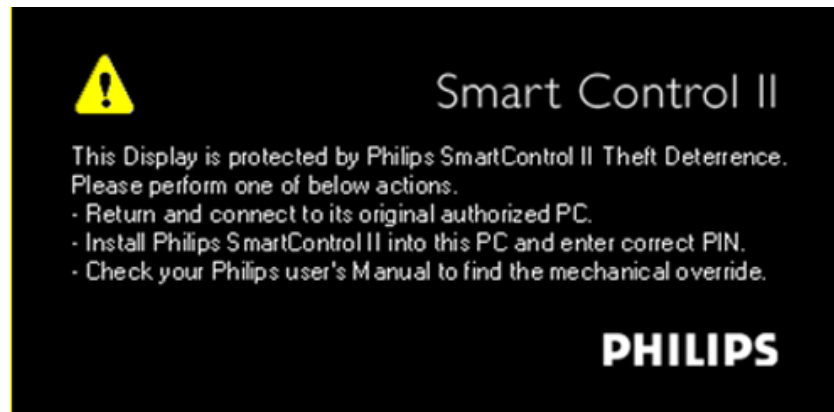 Smart Control II
This Display is protected by Philips SmartControl II Theft Deterrence.
Please perform one of below actions.
- Return and connect to its original authorized PC.
- Install Philips SmartControl II into this PC and enter correct PIN.
- Check your Philips user's Manual to find the mechanical override.
PHILIPS